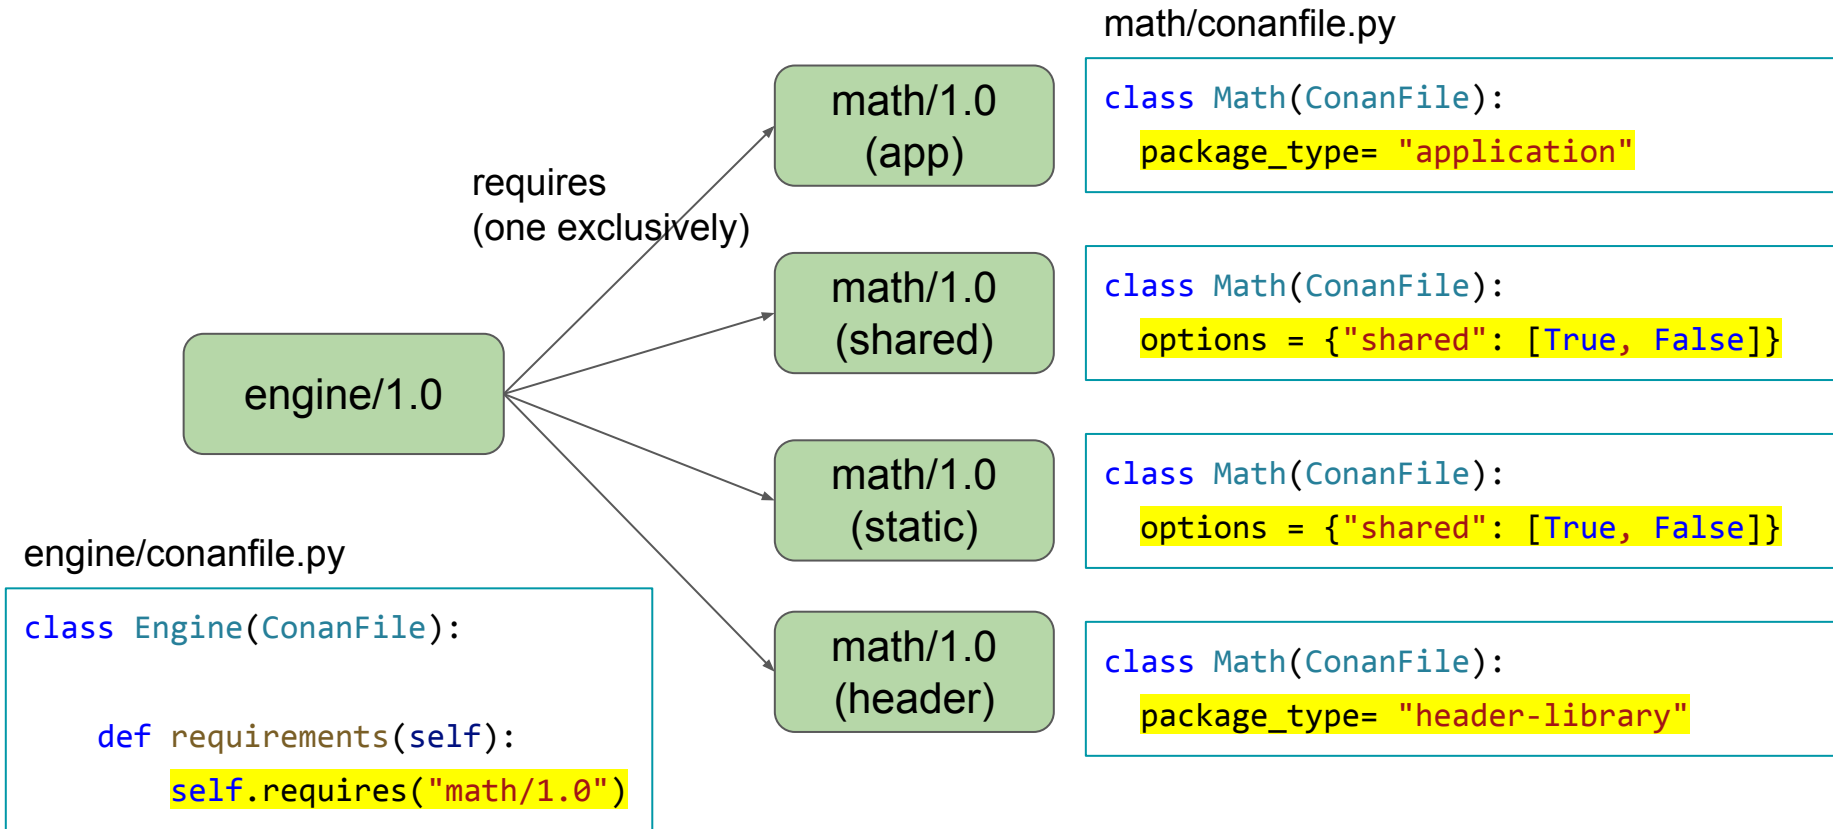 math/conanfile.py
math/1.0
(app)
class Math(ConanFile):
package_type= "application"
requires
(one exclusively)
math/1.0
(shared)
class Math(ConanFile):
options = {"shared": [True, False]}
engine/1.0
math/1.0
(static)
class Math(ConanFile):
options = {"shared": [True, False]}
engine/conanfile.py
class Engine(ConanFile):
def requirements(self):
self.requires("math/1.0")
math/1.0
(header)
class Math(ConanFile):
package_type= "header-library"